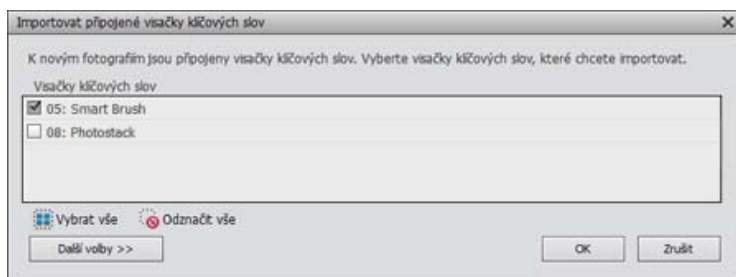 Importovat připojené visačky klíčových slov
K novým fotografiím jsou připojeny visačky klíčových slov. Vyberte visačky klíčových slov, které chcete importovat.
Visačky klíčových slov
05: Smart Brush
08: Photostack
Vybrat vše Odznačit vše
Další volby >> OK Zrušit